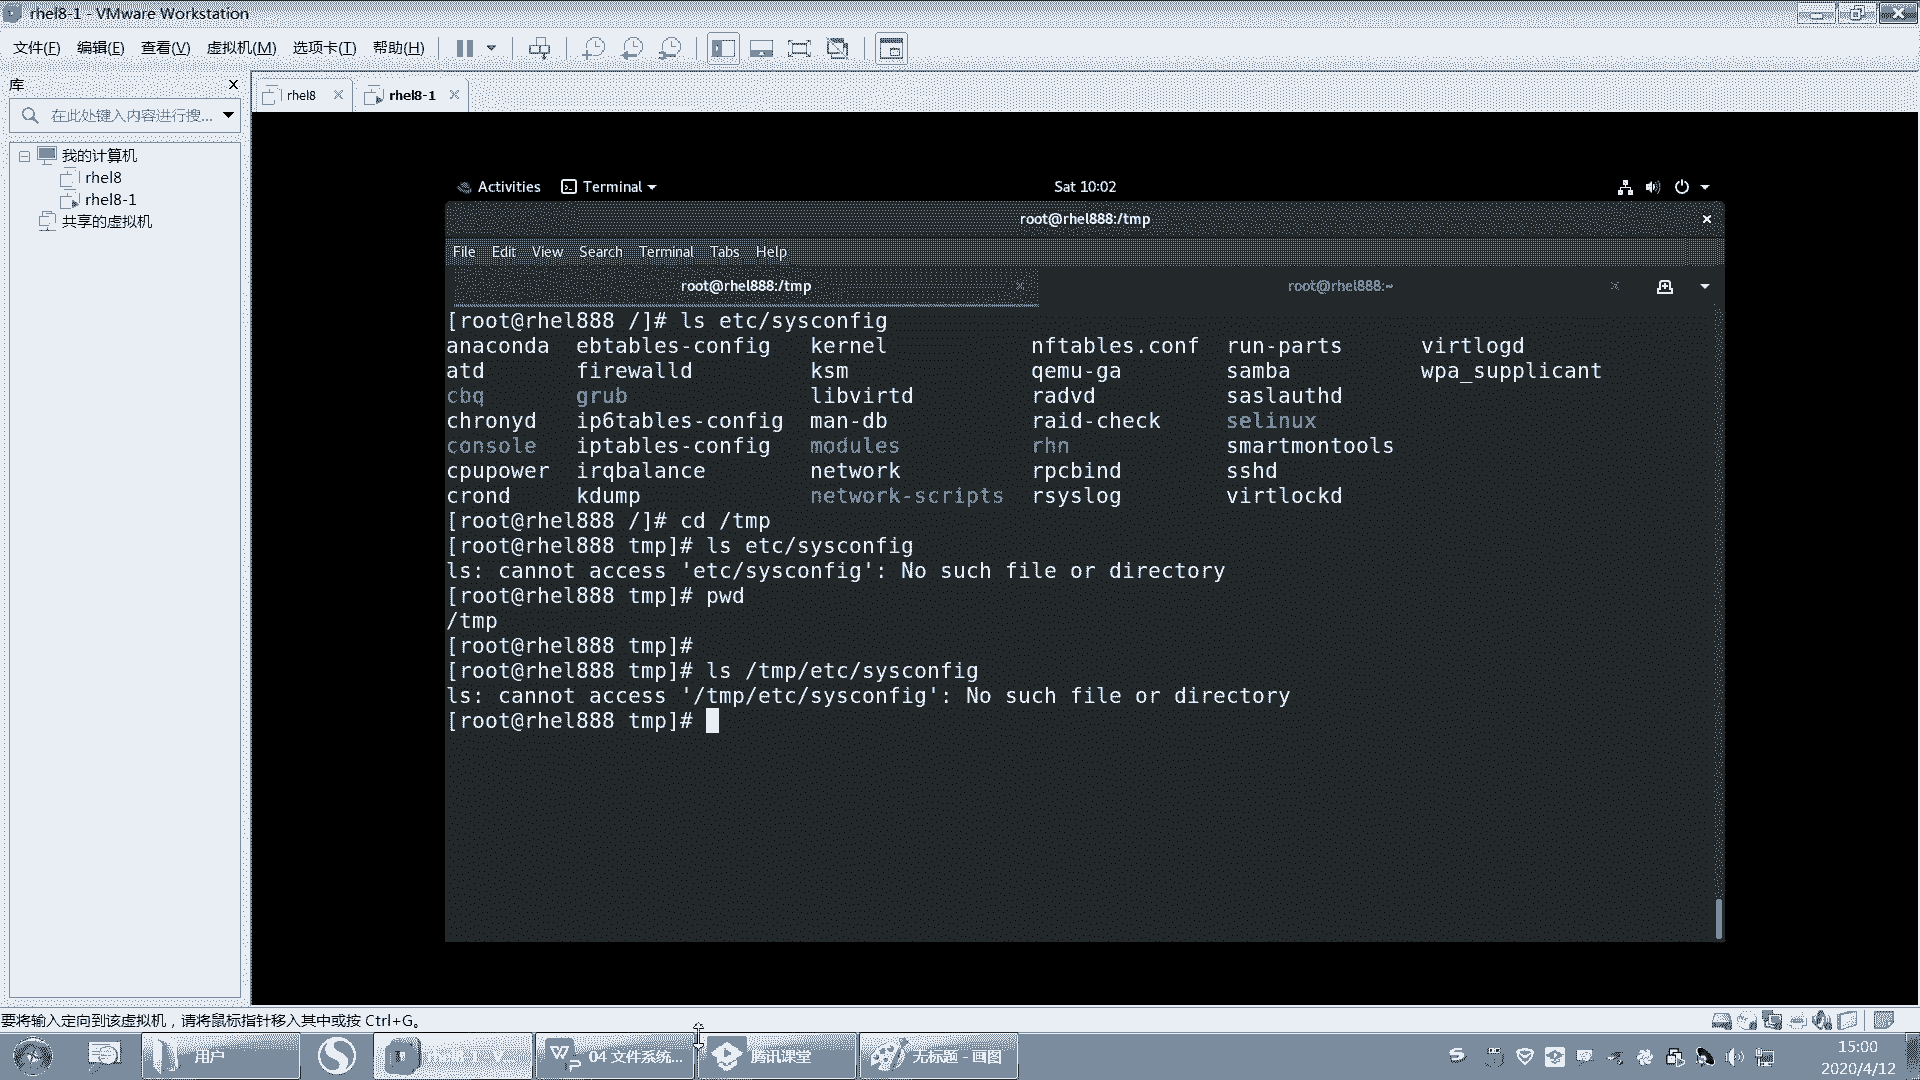 rhel8-1 - VMware Workstation
文件(F) 编辑(E) 查看(V) 虚拟机(M) 选项卡(T) 帮助(H)
库
在此处键入内容进行搜...
我的计算机
rhel8
rhel8-1
共享的虚拟机
rhel8
rhel8-1
Activities Terminal Sat 10:02
root@rhel888:/tmp
File Edit View Search Terminal Tabs Help
root@rhel888:/tmp root@rhel888:~
[root@rhel888 /]# ls etc/sysconfig
anaconda ebtables-config kernel nftables.conf run-parts virtlogd
atd firewalld ksm qemu-ga samba wpa_supplicant
cbq grub libvirtd radvd saslauthd
chronyd ip6tables-config man-db raid-check selinux
console iptables-config modules rhn smartmontools
cpupower irqbalance network rpcbind sshd
crond kdump network-scripts rsyslog virtlockd
[root@rhel888 /]# cd /tmp
[root@rhel888 tmp]# ls etc/sysconfig
ls: cannot access 'etc/sysconfig': No such file or directory
[root@rhel888 tmp]# pwd
/tmp
[root@rhel888 tmp]#
[root@rhel888 tmp]# ls /tmp/etc/sysconfig
ls: cannot access '/tmp/etc/sysconfig': No such file or directory
[root@rhel888 tmp]#
要将输入定向到该虚拟机，请将鼠标指针移入其中或按 Ctrl+G。
用户 rhel8-1 - V... 04 文件系统... 腾讯课堂 无标题 - 画图
15:00
2020/4/12